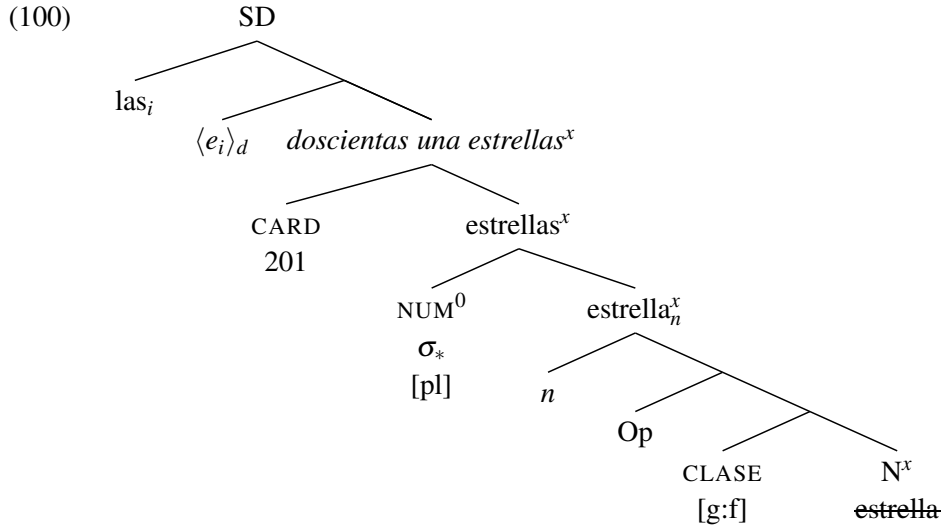 (100) SD
las_i
⟨e_i⟩_d doscientas una estrellas^x
CARD estrellas^x
201
NUM^0 estrella_n^x
σ_*
[pl] n
Op
CLASE N^x
[g:f] estrella